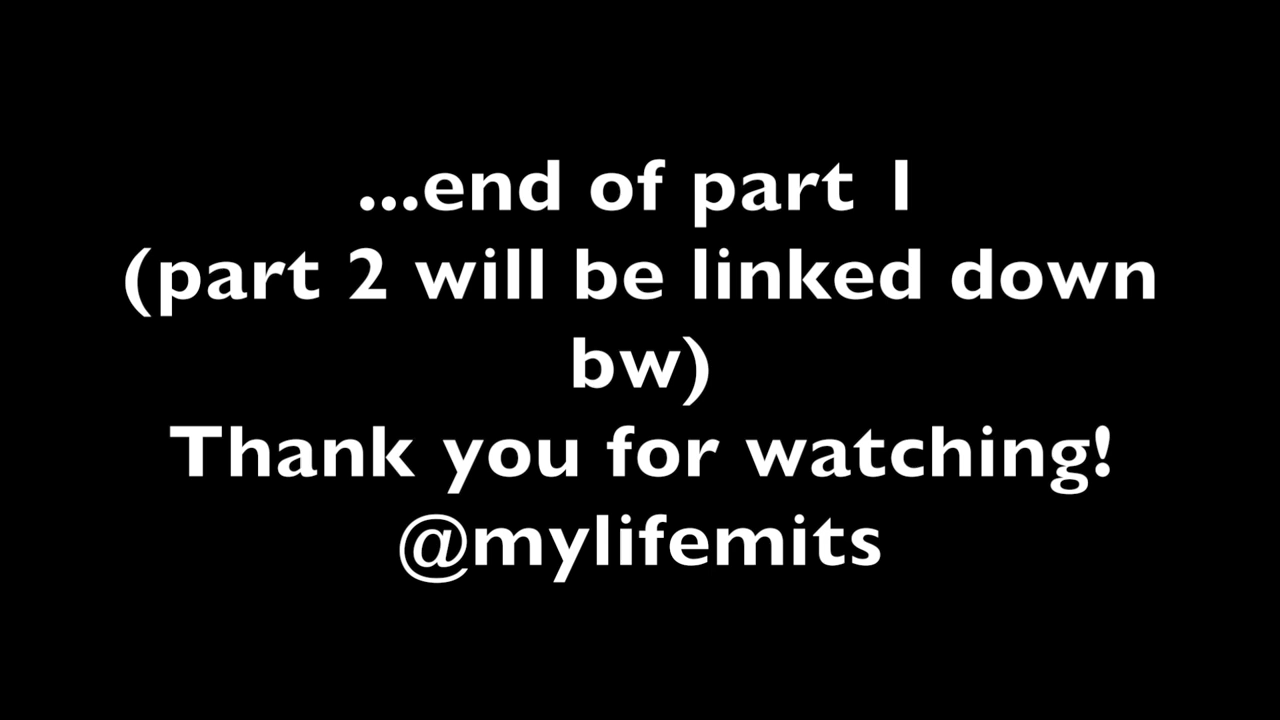 ...end of part 1
(part 2 will be linked down
bw)
Thank you for watching!
@mylifemits